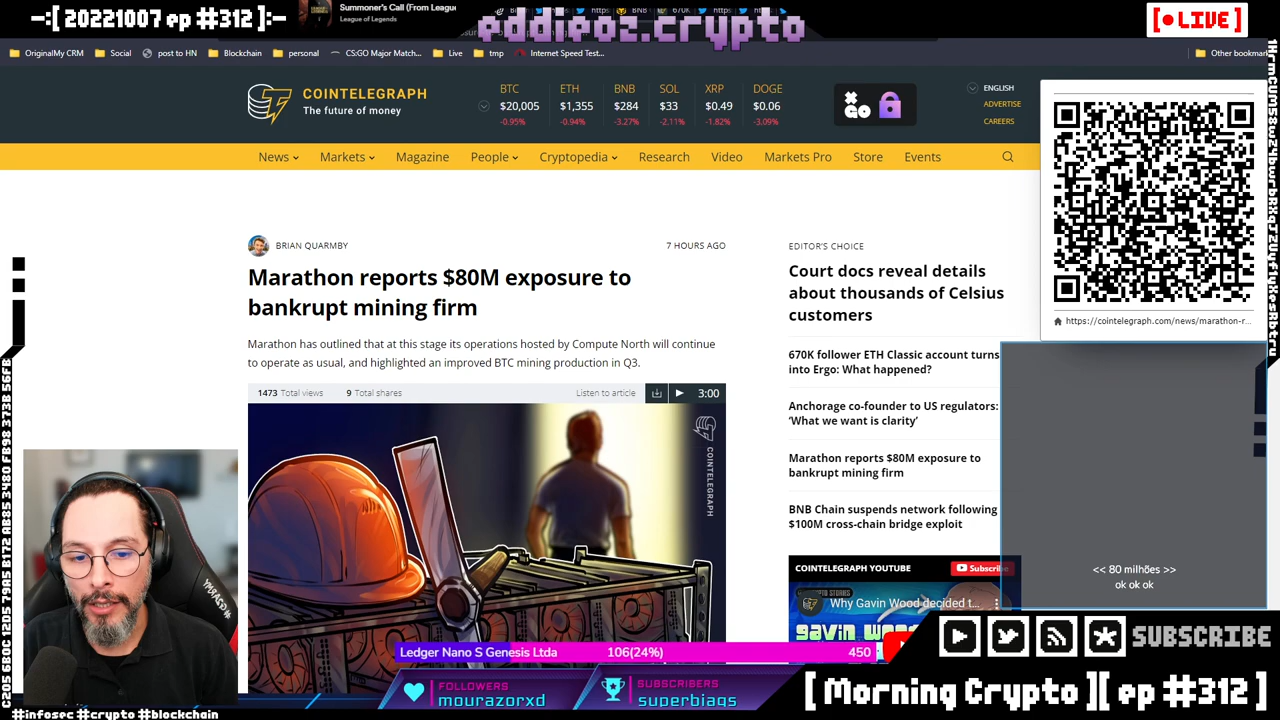 -:[ 20221007 ep #312 ]:-
Summoner's Call (From Leagu
League of Legends
eddieoz.crypto
[● LIVE]
OriginalMy CRM
Social
post to HN
Blockchain
personal
CS:GO Major Match...
Live
tmp
Internet Speed Test...
Other bookmar
COINTELEGRAPH
The future of money
BTC
$20,005
-0.95%
ETH
$1,355
-0.94%
BNB
$284
-3.27%
SOL
$33
-2.11%
XRP
$0.49
-1.82%
DOGE
$0.06
-3.09%
ENGLISH
ADVERTISE
CAREERS
News
Markets
Magazine
People
Cryptopedia
Research
Video
Markets Pro
Store
Events
BRIAN QUARMBY
7 HOURS AGO
Marathon reports $80M exposure to
bankrupt mining firm
Marathon has outlined that at this stage its operations hosted by Compute North will continue
to operate as usual, and highlighted an improved BTC mining production in Q3.
1473 Total views
9 Total shares
Listen to article
3:00
COINTELEGRAPH
EDITOR'S CHOICE
Court docs reveal details
about thousands of Celsius
customers
670K follower ETH Classic account turns
into Ergo: What happened?
Anchorage co-founder to US regulators:
‘What we want is clarity’
Marathon reports $80M exposure to
bankrupt mining firm
BNB Chain suspends network following
$100M cross-chain bridge exploit
COINTELEGRAPH YOUTUBE
Subscribe
Why Gavin Wood decided t...
https://cointelegraph.com/news/marathon-r...
<< 80 milhões >>
ok ok ok
Ledger Nano S Genesis Ltda
106(24%)
450
FOLLOWERS
mourazorxd
SUBSCRIBERS
superbiaqs
SUBSCRIBE
[ Morning Crypto ][ ep #312 ]
#infosec #crypto #blockchain